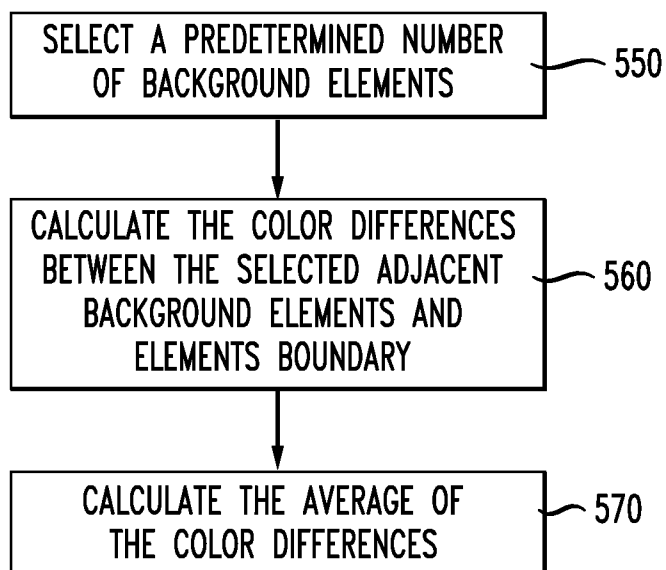 SELECT A PREDETERMINED NUMBER
OF BACKGROUND ELEMENTS
550
CALCULATE THE COLOR DIFFERENCES
BETWEEN THE SELECTED ADJACENT
BACKGROUND ELEMENTS AND
ELEMENTS BOUNDARY
560
CALCULATE THE AVERAGE OF
THE COLOR DIFFERENCES
570